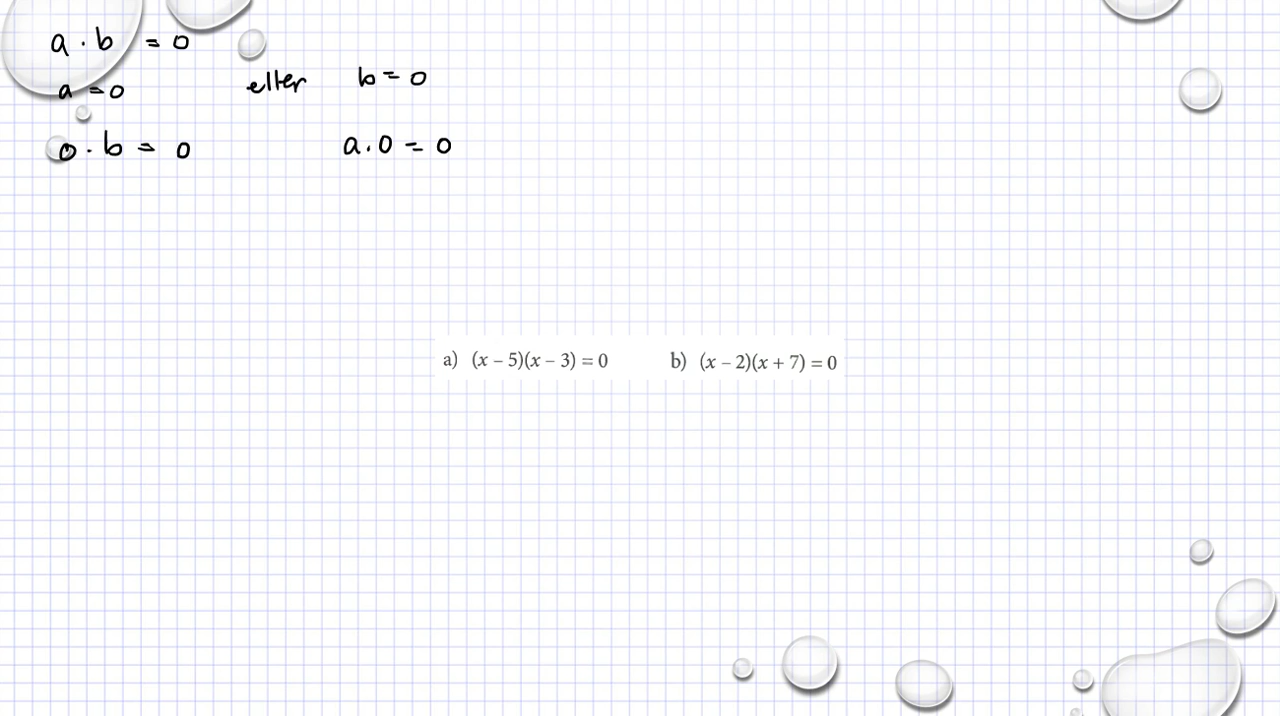 a · b = 0
a = 0 eller b = 0
0 · b = 0 a · 0 = 0
a) (x – 5)(x – 3) = 0 b) (x – 2)(x + 7) = 0